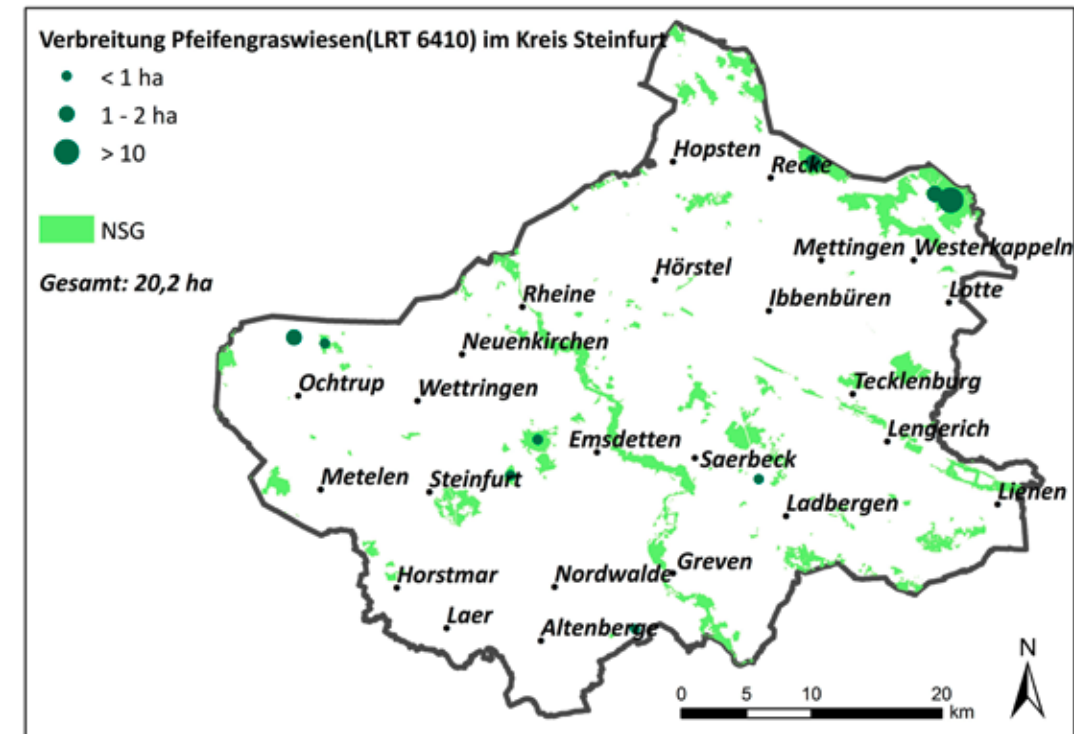 Verbreitung Pfeifengraswiesen(LRT 6410) im Kreis Steinfurt
< 1 ha
1 - 2 ha
> 10
NSG
Gesamt: 20,2 ha
Hopsten
Recke
Mettingen
Westerkappeln
Hörstel
Ibbenbüren
Lotte
Rheine
Neuenkirchen
Ochtrup
Wettringen
Tecklenburg
Lengerich
Emsdetten
Saerbeck
Metelen
Steinfurt
Ladbergen
Lienen
Horstmar
Nordwalde
Greven
Laer
Altenberge
N
0 5 10 20
km